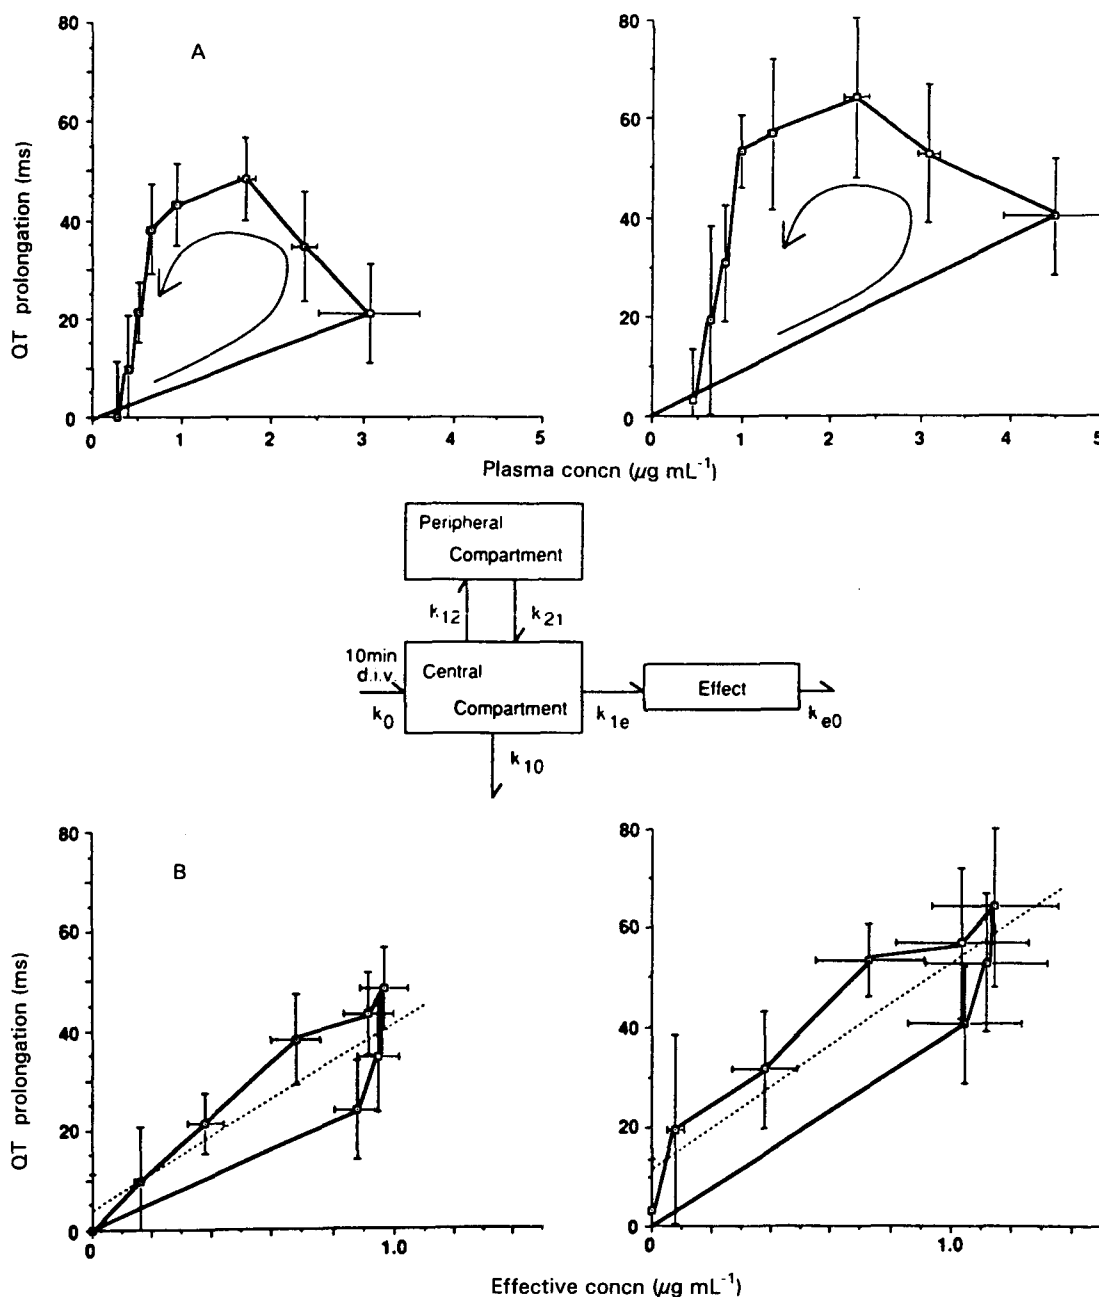 80
60
40
20
0
QT prolongation (ms)
A
0 1 2 3 4 5
80
60
40
20
0
0 1 2 3 4 5
Plasma concn (µg mL⁻¹)
Peripheral
Compartment
k12 k21
10min
d.i.v.
k0
Central
Compartment
k1e
Effect
ke0
k10
80
60
40
20
0
QT prolongation (ms)
B
0 1.0
80
60
40
20
0
0 1.0
Effective concn (µg mL⁻¹)